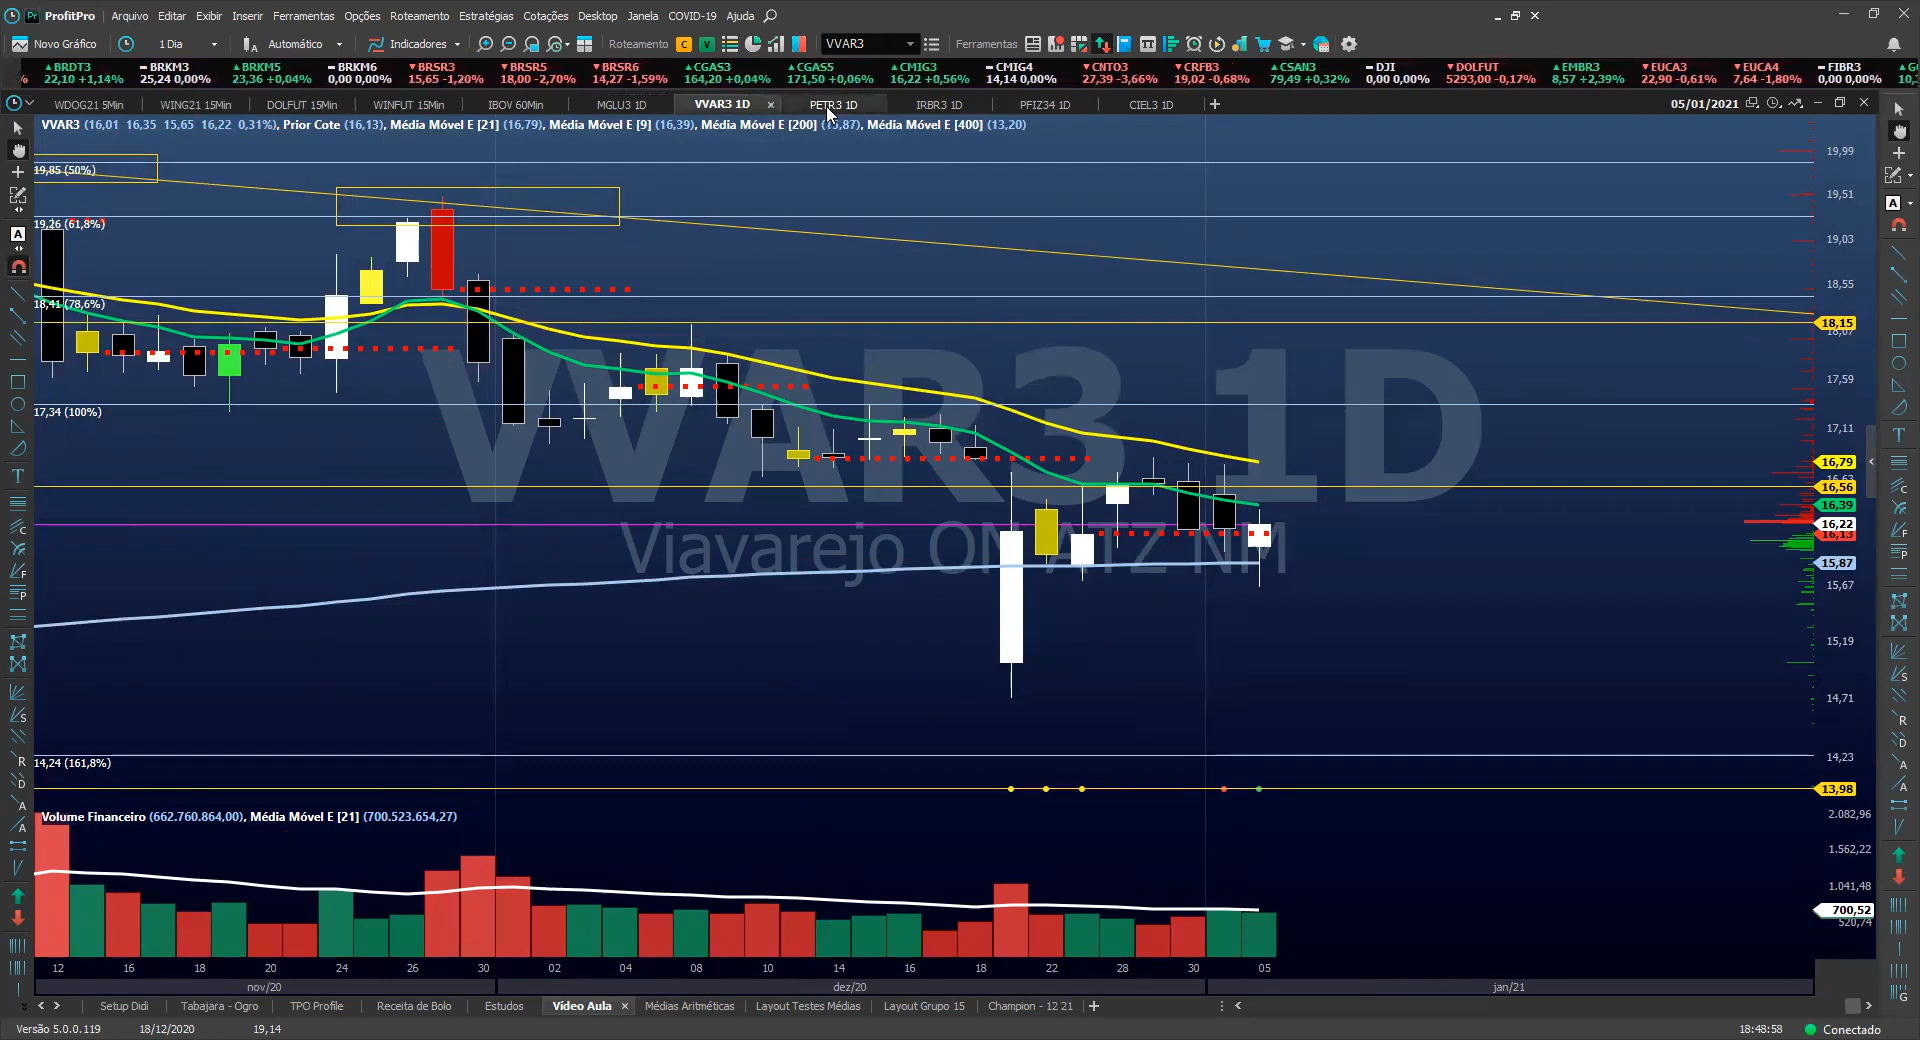 ProfitPro Arquivo Editar Exibir Inserir Ferramentas Opções Roteamento Estratégias Cotações Desktop Janela COVID-19 Ajuda
Novo Gráfico 1 Dia Automático Indicadores Roteamento C V VVAR3 Ferramentas
BRDT3 BRKM3 BRKM5 BRKM6 BRSR3 BRSR5 BRSR6 CGAS3 CGAS5 CMIG3 CMIG4 CNTO3 CRFB3 CSAN3 DJI DOLFUT EMBR3 EUCA3 EUCA4 FIBR3
22,10 +1,14% 25,24 0,00% 23,36 +0,04% 0,00 0,00% 15,65 -1,20% 18,00 -2,70% 14,27 -1,59% 164,20 +0,04% 171,50 +0,06% 16,22 +0,56% 14,14 0,00% 27,39 -3,66% 19,02 -0,68% 79,49 +0,32% 0,00 0,00% 5293,00 -0,17% 8,57 +2,39% 22,90 -0,61% 7,64 -1,80% 0,00 0,00%
WDOG21 5Min WING21 15Min DOLFUT 15Min WINFUT 15Min IBOV 60Min MGLU3 1D VVAR3 1D PETR3 1D IRBR3 1D PFIZ34 1D CIEL3 1D 05/01/2021
VVAR3 (16,01 16,35 15,65 16,22 0,31%), Prior Cote (16,13), Média Móvel E [21] (16,79), Média Móvel E [9] (16,39), Média Móvel E [200] (15,87), Média Móvel E [400] (13,20)
19,99
19,85 (50%)
19,51
19,26 (61,8%)
19,03
18,55
18,41 (78,6%)
18,15
18,07
17,59
17,34 (100%)
17,11
VVAR3 1D
Viavarejo ON ATZ NM
16,79
16,63
16,56
16,39
16,22
16,13
15,87
15,67
15,19
14,71
14,24 (161,8%)
14,23
13,98
Volume Financeiro (662.760.864,00), Média Móvel E [21] (700.523.654,27)
2.082,96
1.562,22
1.041,48
700,52
520,74
12 16 18 20 24 26 30 02 04 08 10 14 16 18 22 28 30 05
nov/20 dez/20 jan/21
Setup Didi Tabajara - Ogro TPO Profile Receita de Bolo Estudos Vídeo Aula Médias Aritméticas Layout Testes Médias Layout Grupo 15 Champion - 12 21
Versão 5.0.0.119 18/12/2020 19,14 18:48:58 Conectado